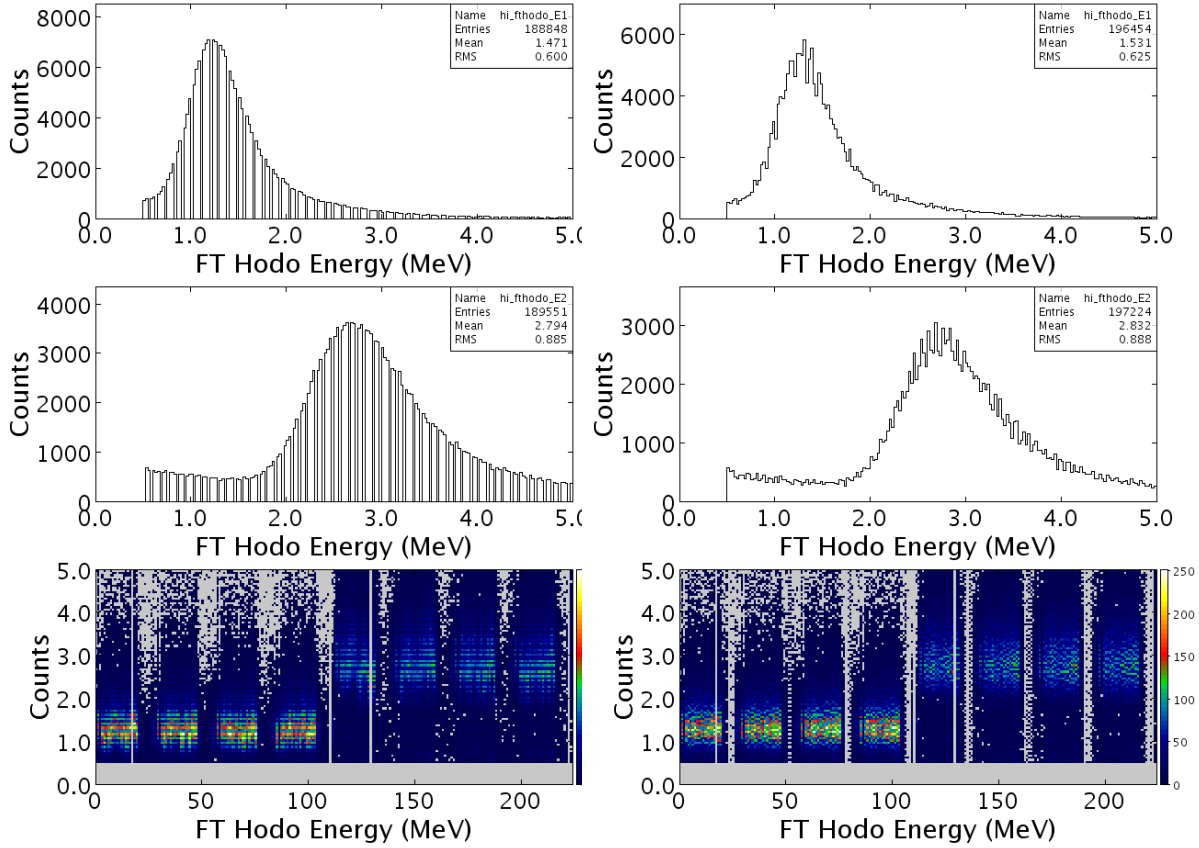 8000
6000
4000
2000
0
Counts
0.0 1.0 2.0 3.0 4.0 5.0
FT Hodo Energy (MeV)
Name hi_fthodo_E1
Entries 188848
Mean 1.471
RMS 0.600
6000
4000
2000
0
Counts
0.0 1.0 2.0 3.0 4.0 5.0
FT Hodo Energy (MeV)
Name hi_fthodo_E1
Entries 196454
Mean 1.531
RMS 0.625
4000
3000
2000
1000
0
Counts
0.0 1.0 2.0 3.0 4.0 5.0
FT Hodo Energy (MeV)
Name hi_fthodo_E2
Entries 189551
Mean 2.794
RMS 0.885
3000
2000
1000
0
Counts
0.0 1.0 2.0 3.0 4.0 5.0
FT Hodo Energy (MeV)
Name hi_fthodo_E2
Entries 197224
Mean 2.832
RMS 0.888
5.0
4.0
3.0
2.0
1.0
0.0
Counts
0 50 100 150 200
FT Hodo Energy (MeV)
5.0
4.0
3.0
2.0
1.0
0.0
Counts
0 50 100 150 200
FT Hodo Energy (MeV)
250
200
150
100
50
0